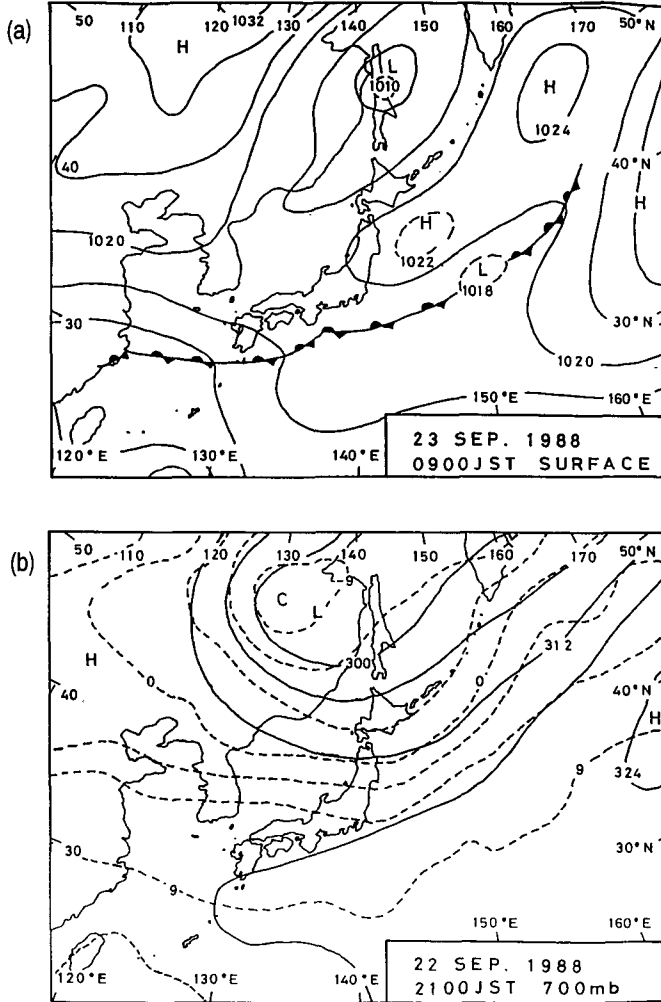 (a)
50 110 1032 120 130 140 150 160 170 50°N
H L H
1010
1024
40 40°N
H H
1020 1022
L
1018
30 30°N
1020
150°E 160°E
120°E 130°E 140°E
23 SEP. 1988
0900JST SURFACE
(b)
50 110 120 130 140 150 160 170 50°N
9
C L
H 300 312
40 0 0 40°N
H
9 324
30 30°N
9
150°E 160°E
120°E 130°E 140°E
22 SEP. 1988
2100JST 700mb